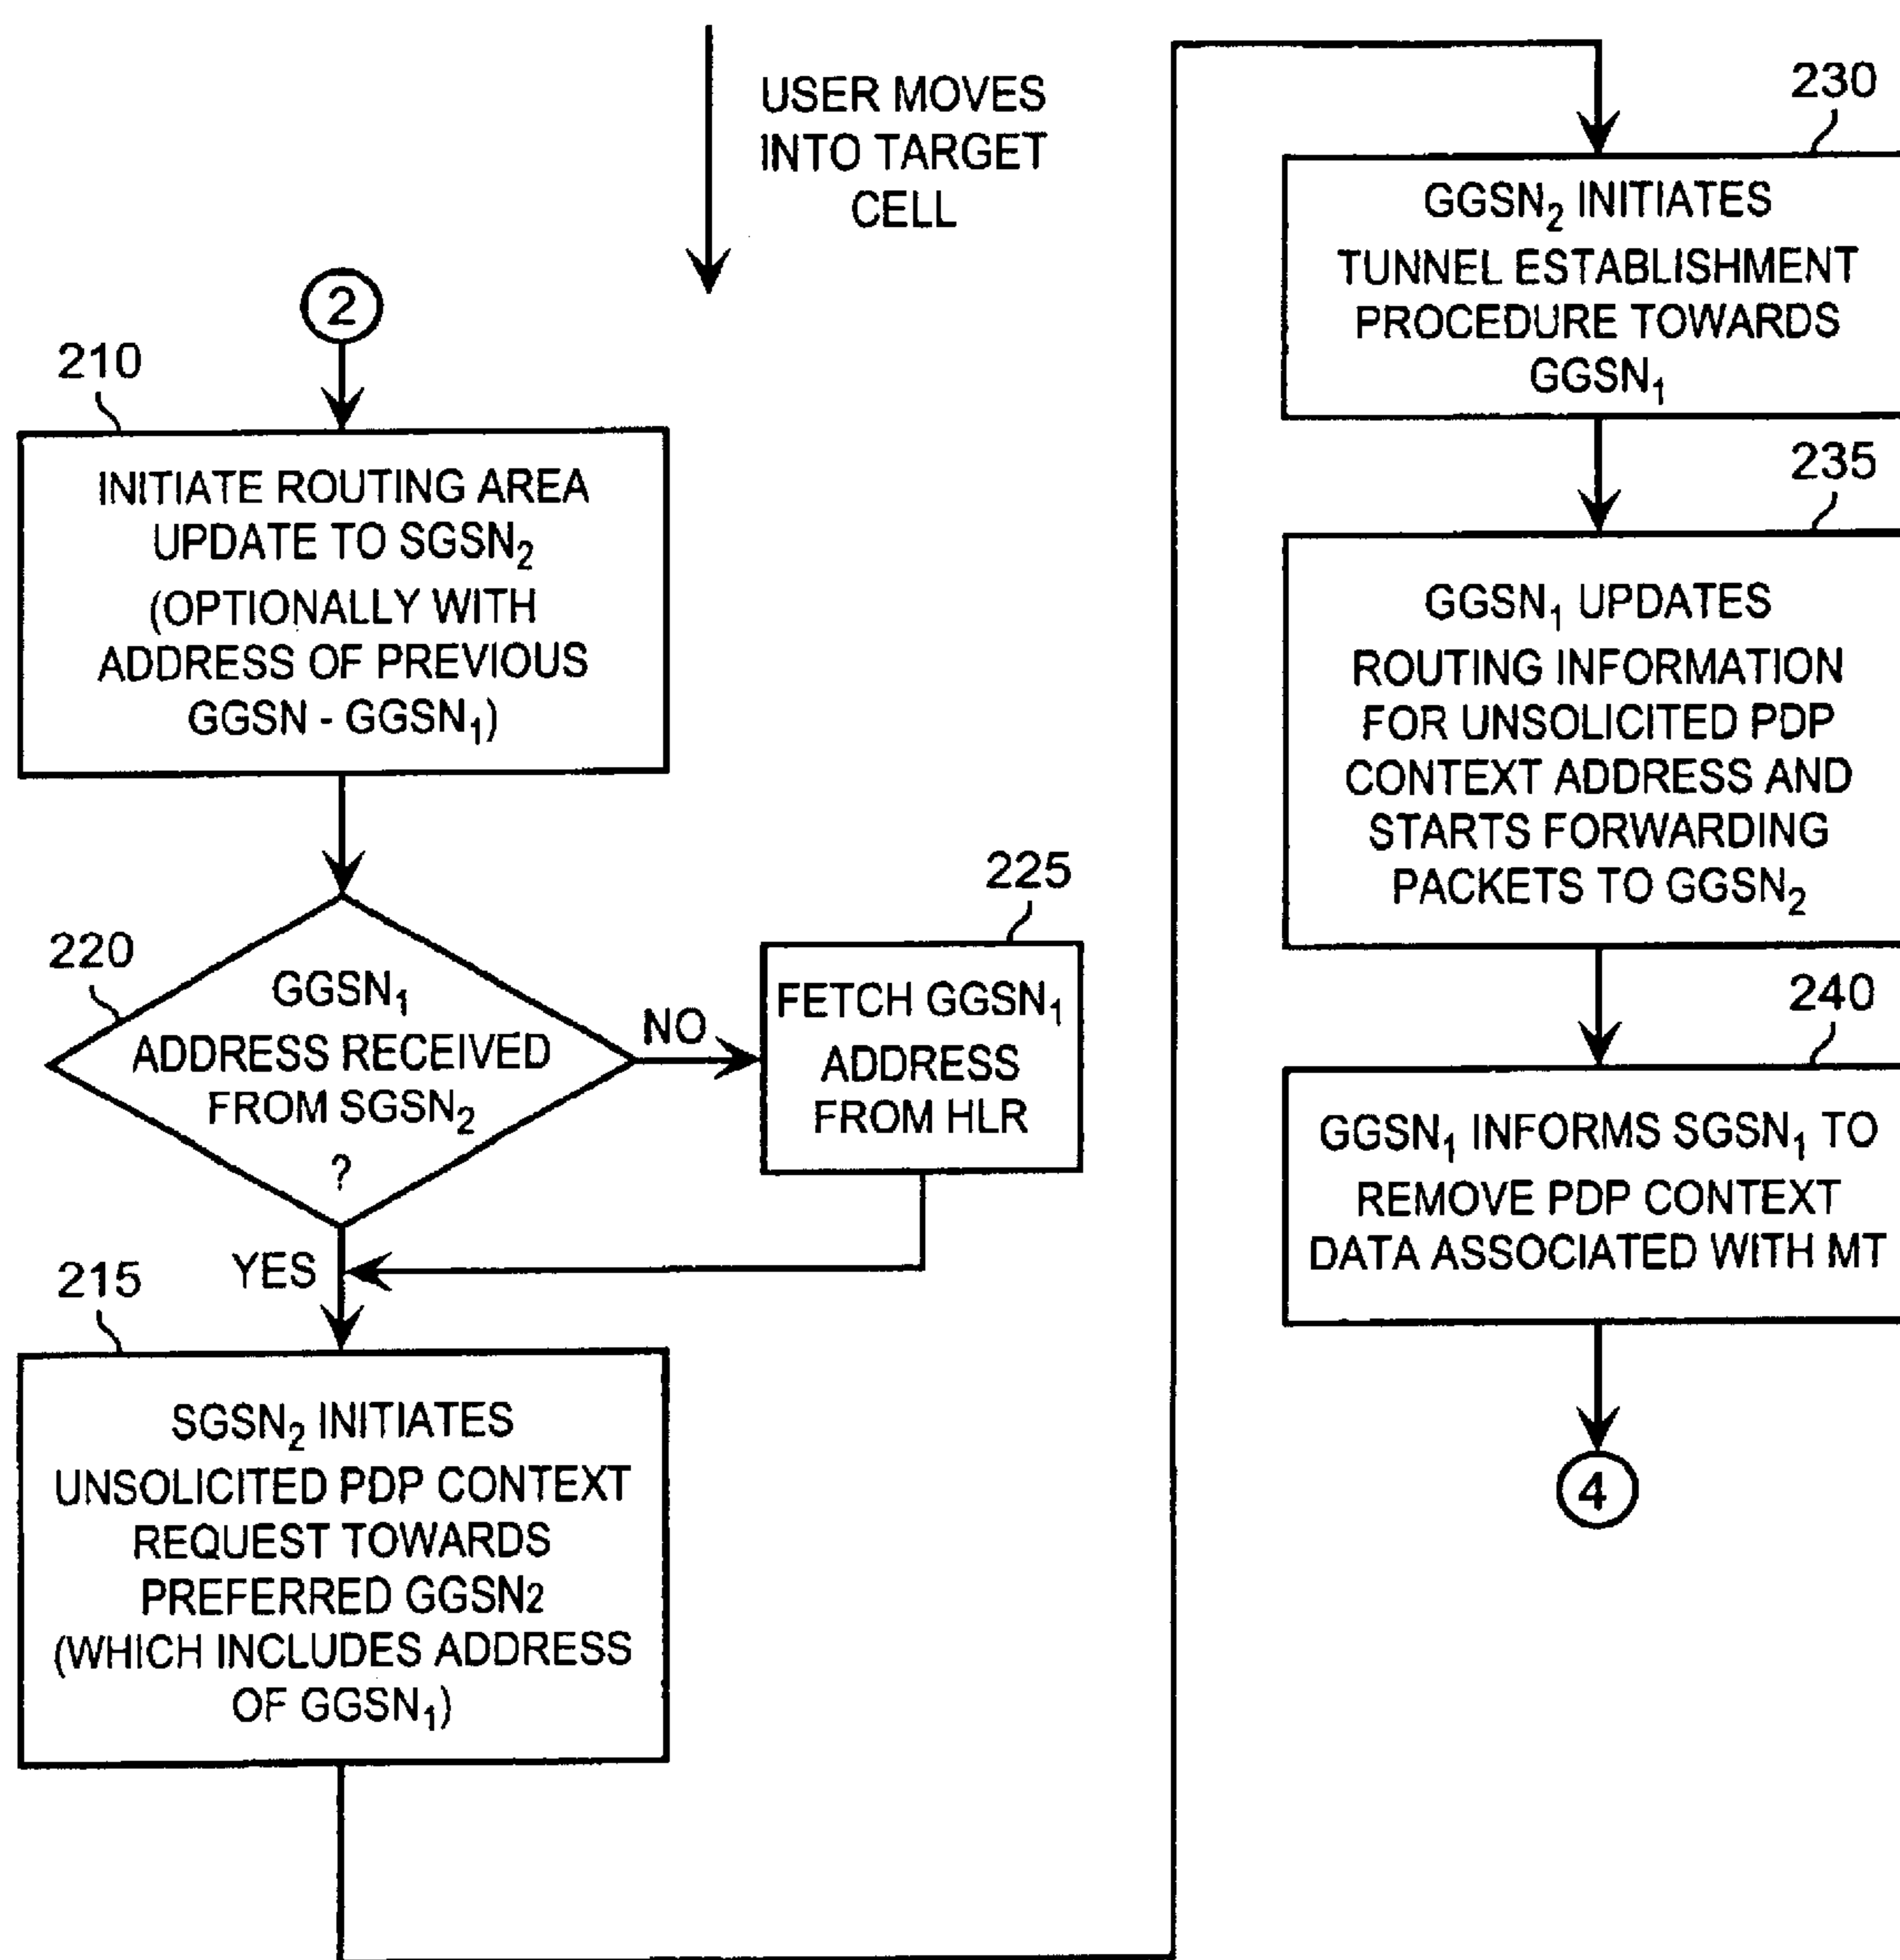 USER MOVES
INTO TARGET
CELL
2
210
INITIATE ROUTING AREA
UPDATE TO SGSN₂
(OPTIONALLY WITH
ADDRESS OF PREVIOUS
GGSN - GGSN₁)
220
GGSN₁
ADDRESS RECEIVED
FROM SGSN₂
?
NO
225
FETCH GGSN₁
ADDRESS
FROM HLR
YES
215
SGSN₂ INITIATES
UNSOLICITED PDP CONTEXT
REQUEST TOWARDS
PREFERRED GGSN2
(WHICH INCLUDES ADDRESS
OF GGSN₁)
230
GGSN₂ INITIATES
TUNNEL ESTABLISHMENT
PROCEDURE TOWARDS
GGSN₁
235
GGSN₁ UPDATES
ROUTING INFORMATION
FOR UNSOLICITED PDP
CONTEXT ADDRESS AND
STARTS FORWARDING
PACKETS TO GGSN₂
240
GGSN₁ INFORMS SGSN₁ TO
REMOVE PDP CONTEXT
DATA ASSOCIATED WITH MT
4